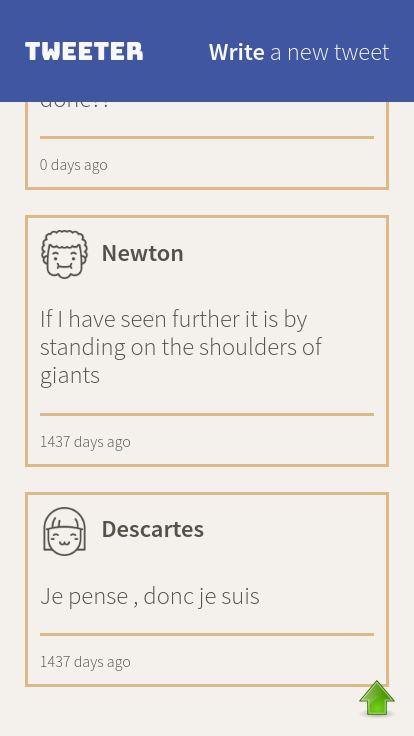 TWEETER
Write a new tweet
done??
0 days ago
Newton
If I have seen further it is by
standing on the shoulders of
giants
1437 days ago
Descartes
Je pense , donc je suis
1437 days ago